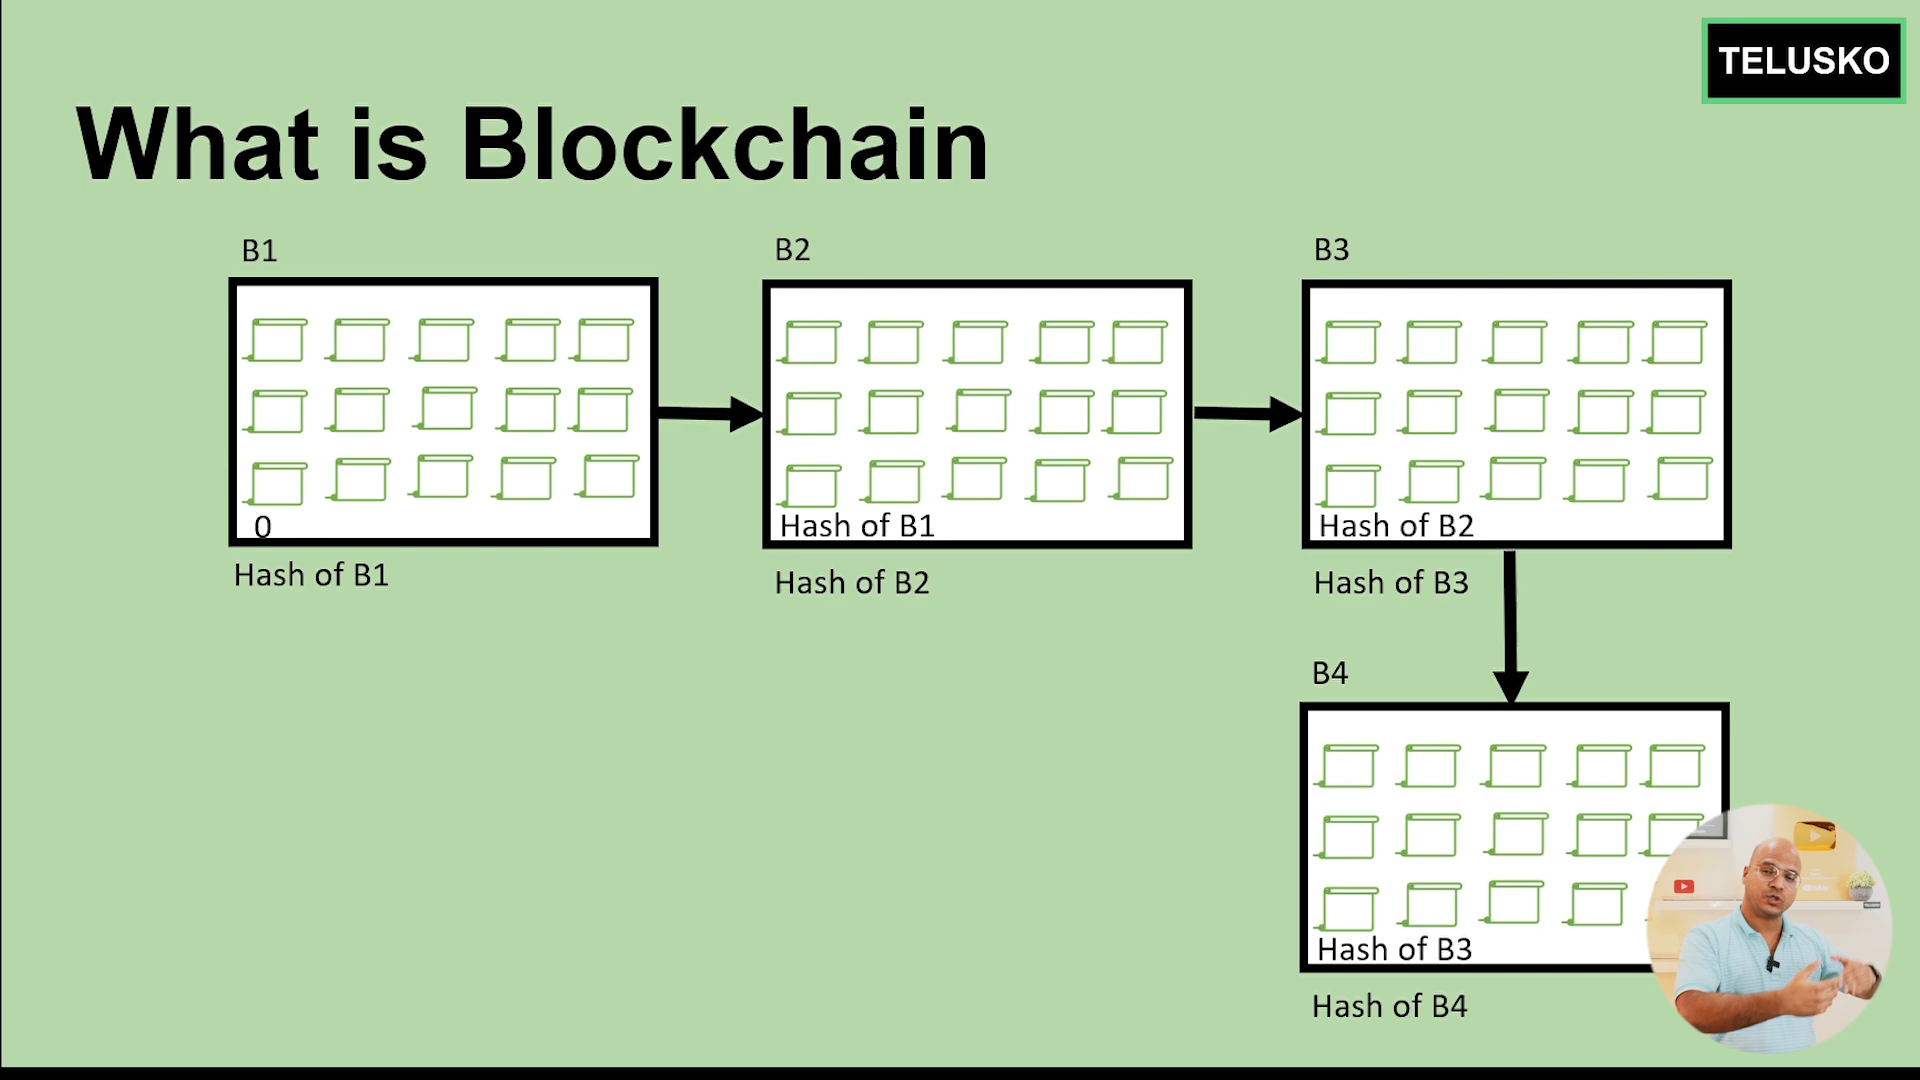 TELUSKO
What is Blockchain
B1
B2
B3
0
Hash of B1
Hash of B2
Hash of B1
Hash of B2
Hash of B3
B4
Hash of B3
Hash of B4